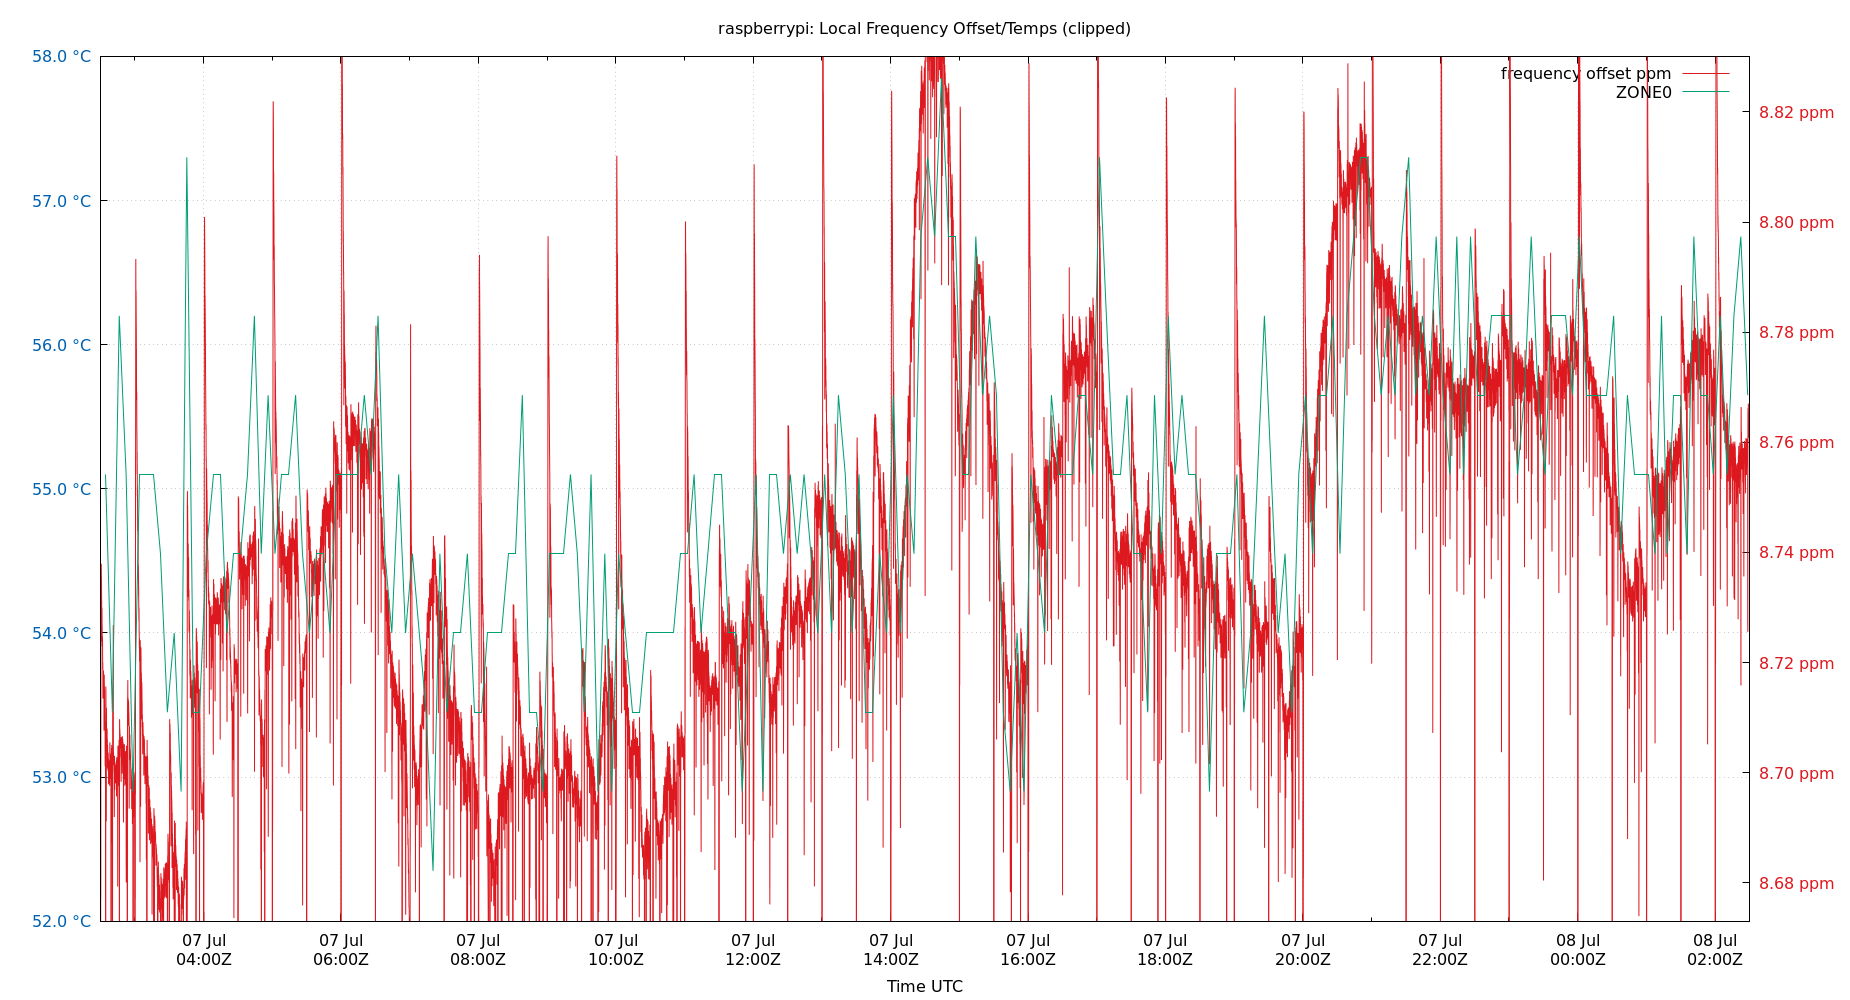 raspberrypi: Local Frequency Offset/Temps (clipped)
58.0 °C
57.0 °C
56.0 °C
55.0 °C
54.0 °C
53.0 °C
52.0 °C
frequency offset ppm
ZONE0
8.82 ppm
8.80 ppm
8.78 ppm
8.76 ppm
8.74 ppm
8.72 ppm
8.70 ppm
8.68 ppm
07 Jul 07 Jul 07 Jul 07 Jul 07 Jul 07 Jul 07 Jul 07 Jul 07 Jul 07 Jul 08 Jul 08 Jul
04:00Z 06:00Z 08:00Z 10:00Z 12:00Z 14:00Z 16:00Z 18:00Z 20:00Z 22:00Z 00:00Z 02:00Z
Time UTC